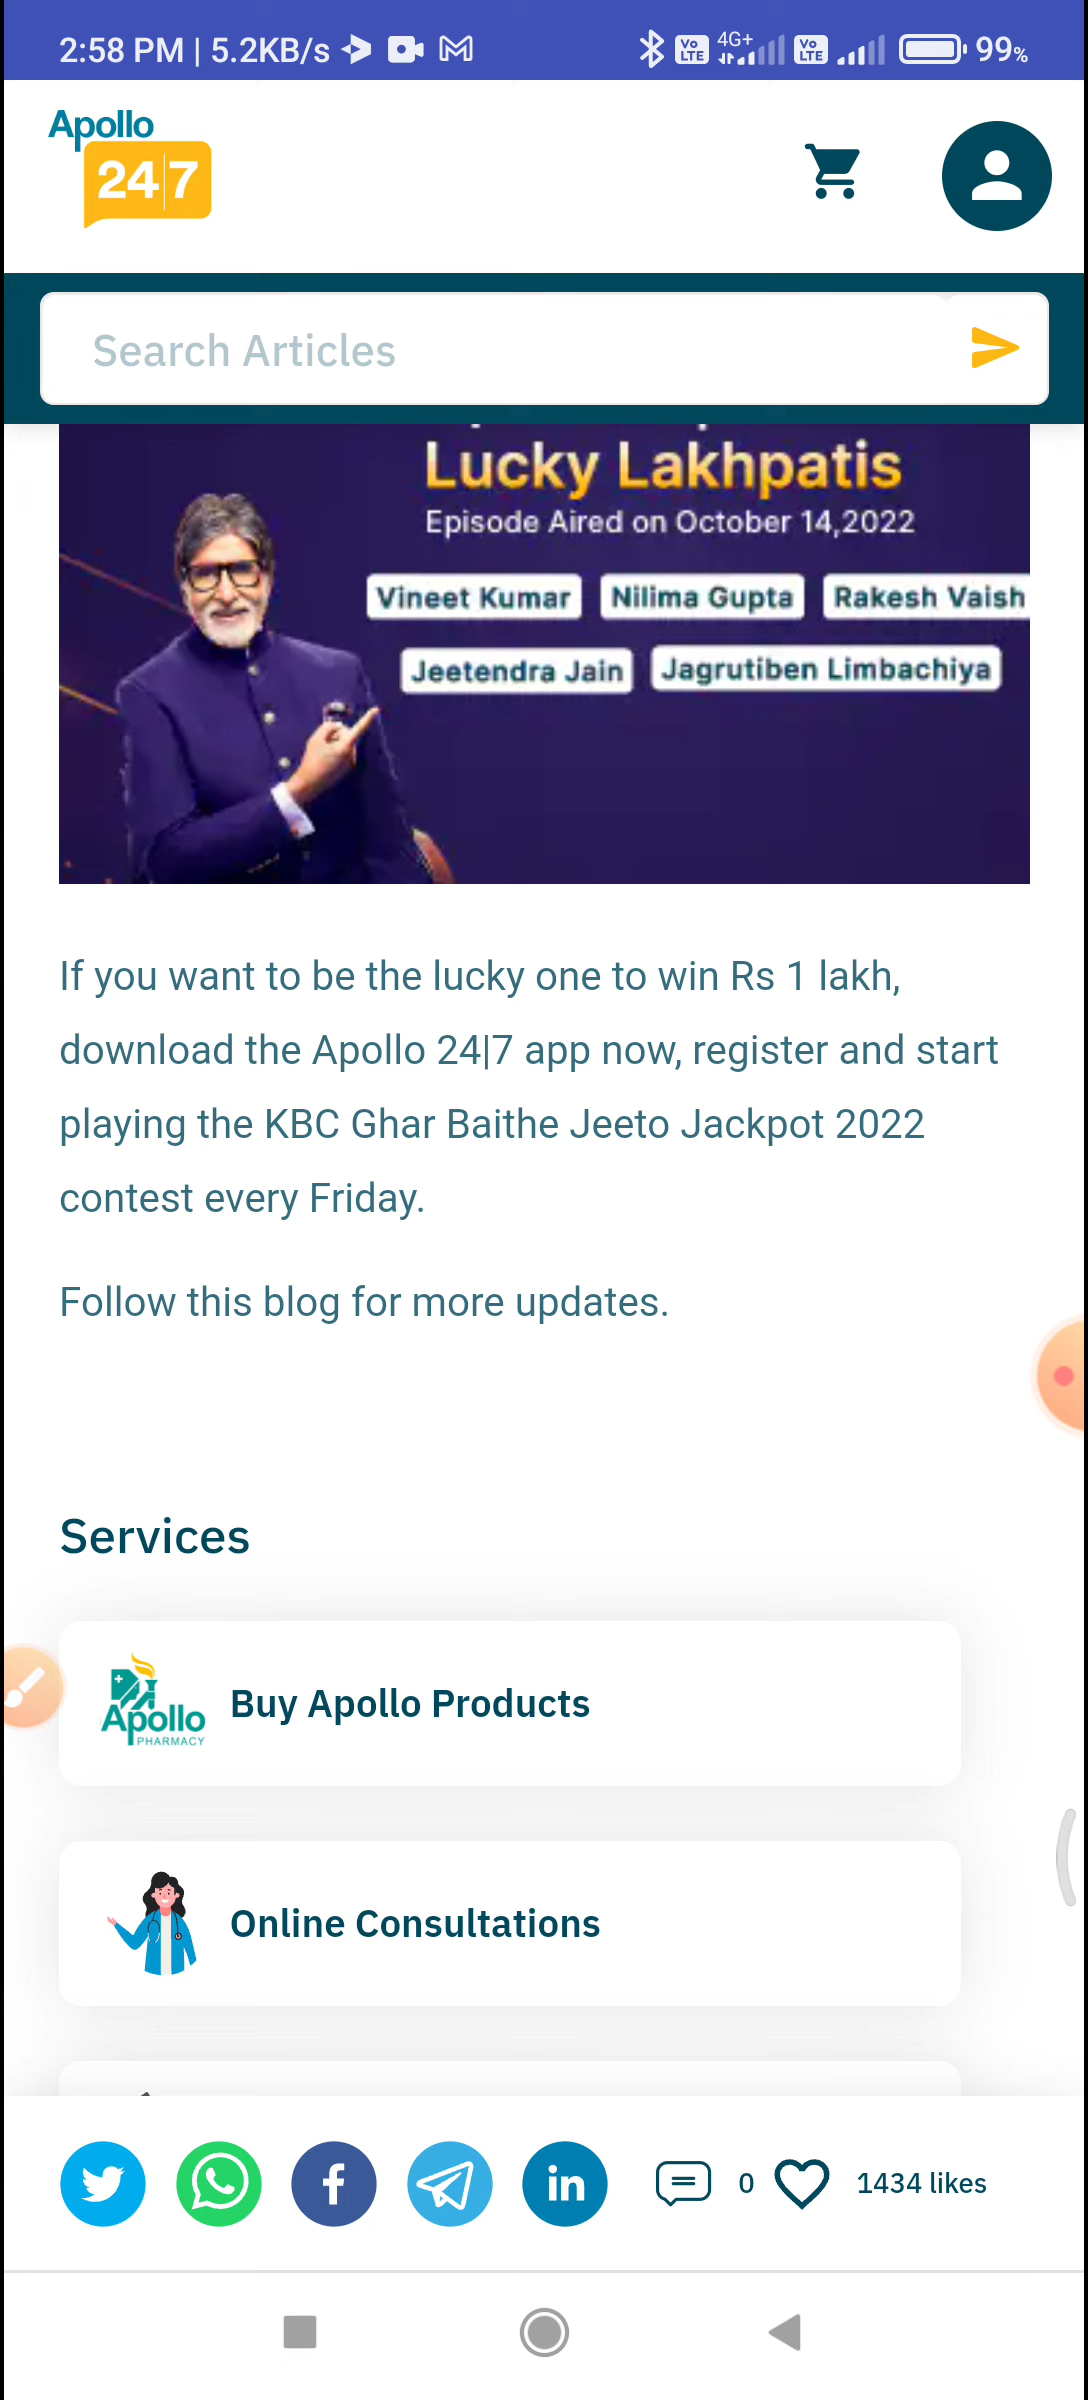 2:58 PM | 5.2KB/s
Vo LTE 4G+ Vo LTE 99%
Apollo
24|7
Search Articles
Lucky Lakhpatis
Episode Aired on October 14,2022
Vineet Kumar Nilima Gupta Rakesh Vaish
Jeetendra Jain Jagrutiben Limbachiya
If you want to be the lucky one to win Rs 1 lakh,
download the Apollo 24|7 app now, register and start
playing the KBC Ghar Baithe Jeeto Jackpot 2022
contest every Friday.
Follow this blog for more updates.
Services
Apollo
PHARMACY
Buy Apollo Products
Online Consultations
0 1434 likes